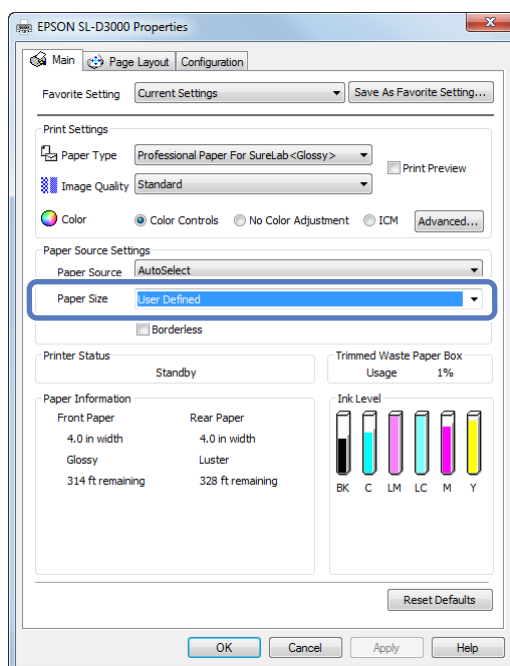 EPSON SL-D3000 Properties
Main Page Layout Configuration
Favorite Setting Current Settings Save As Favorite Setting...
Print Settings
Paper Type Professional Paper For SureLab<Glossy> Print Preview
Image Quality Standard
Color Color Controls No Color Adjustment ICM Advanced...
Paper Source Settings
Paper Source AutoSelect
Paper Size User Defined
Borderless
Printer Status Trimmed Waste Paper Box
Standby Usage 1%
Paper Information Ink Level
Front Paper Rear Paper
4.0 in width 4.0 in width
Glossy Luster
314 ft remaining 328 ft remaining
BK C LM LC M Y
Reset Defaults
OK Cancel Apply Help